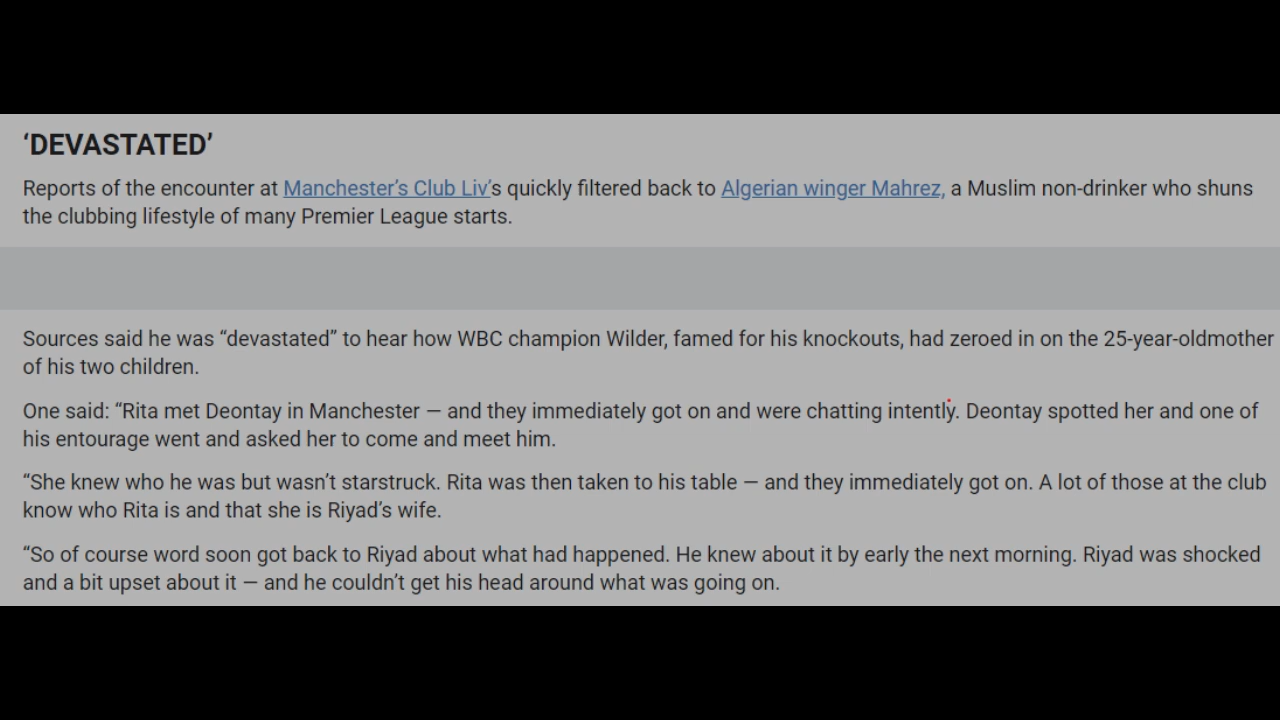 ‘DEVASTATED’
Reports of the encounter at Manchester’s Club Liv’s quickly filtered back to Algerian winger Mahrez, a Muslim non-drinker who shuns
the clubbing lifestyle of many Premier League starts.
Sources said he was “devastated” to hear how WBC champion Wilder, famed for his knockouts, had zeroed in on the 25-year-oldmother
of his two children.
One said: “Rita met Deontay in Manchester — and they immediately got on and were chatting intently. Deontay spotted her and one of
his entourage went and asked her to come and meet him.
“She knew who he was but wasn’t starstruck. Rita was then taken to his table — and they immediately got on. A lot of those at the club
know who Rita is and that she is Riyad’s wife.
“So of course word soon got back to Riyad about what had happened. He knew about it by early the next morning. Riyad was shocked
and a bit upset about it — and he couldn’t get his head around what was going on.